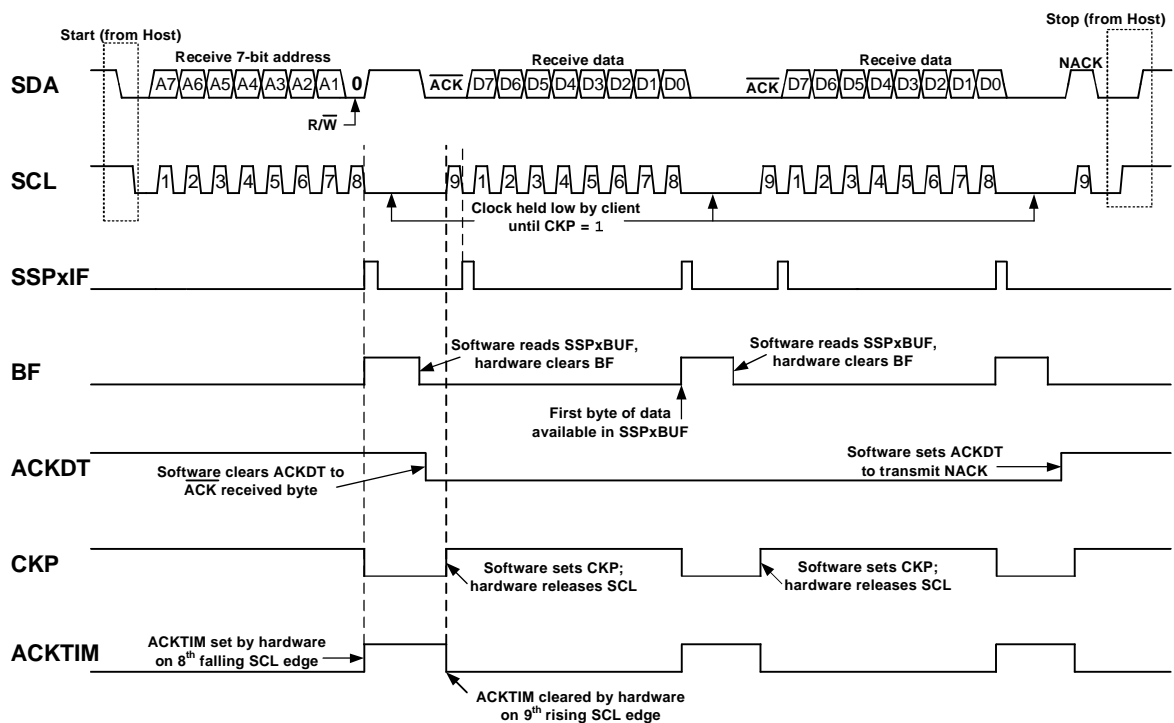 Start (from Host)
Stop (from Host)
Receive 7-bit address
Receive data
Receive data
NACK
SDA
A7 A6 A5 A4 A3 A2 A1 0
ACK
D7 D6 D5 D4 D3 D2 D1 D0
ACK
D7 D6 D5 D4 D3 D2 D1 D0
R/W
SCL
1 2 3 4 5 6 7 8 9 1 2 3 4 5 6 7 8 9 1 2 3 4 5 6 7 8 9
Clock held low by client
until CKP = 1
SSPxIF
Software reads SSPxBUF,
hardware clears BF
Software reads SSPxBUF,
hardware clears BF
BF
First byte of data
available in SSPxBUF
ACKDT
Software clears ACKDT to
ACK received byte
Software sets ACKDT
to transmit NACK
CKP
Software sets CKP;
hardware releases SCL
Software sets CKP;
hardware releases SCL
ACKTIM
ACKTIM set by hardware
on 8th falling SCL edge
ACKTIM cleared by hardware
on 9th rising SCL edge